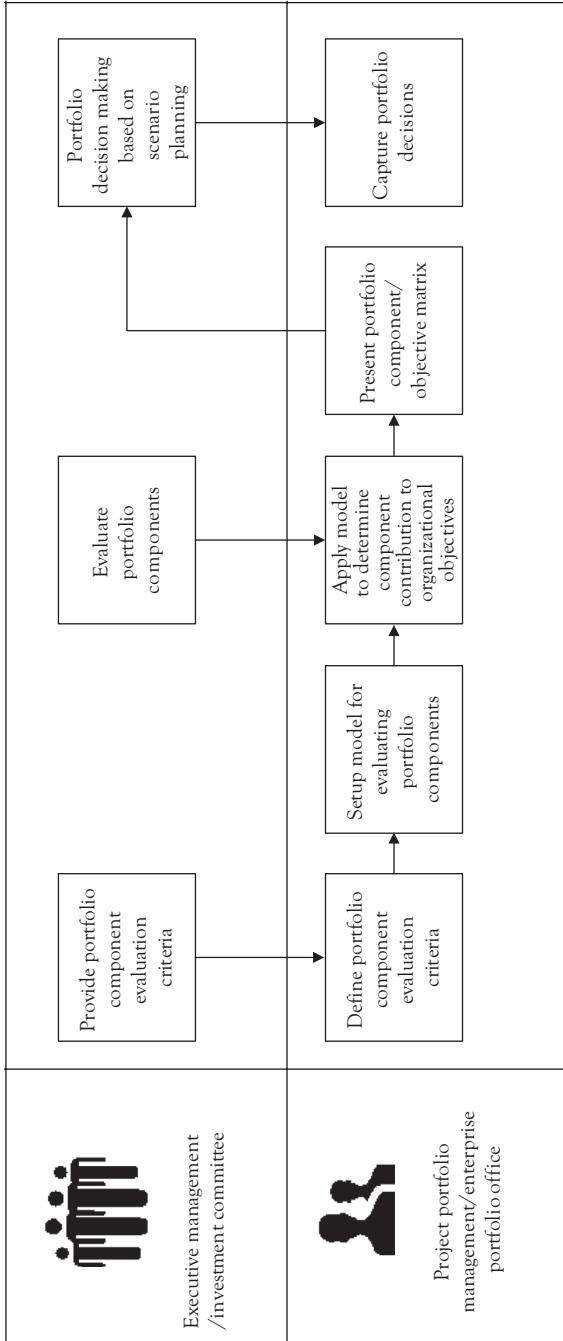 Executive management
/investment committee
Provide portfolio
component
evaluation
criteria
Evaluate
portfolio
components
Portfolio
decision making
based on
scenario
planning
Project portfolio
management/enterprise
portfolio office
Define portfolio
component
evaluation
criteria
Setup model for
evaluating
portfolio
components
Apply model
to determine
component
contribution to
organizational
objectives
Present portfolio
component/
objective matrix
Capture portfolio
decisions